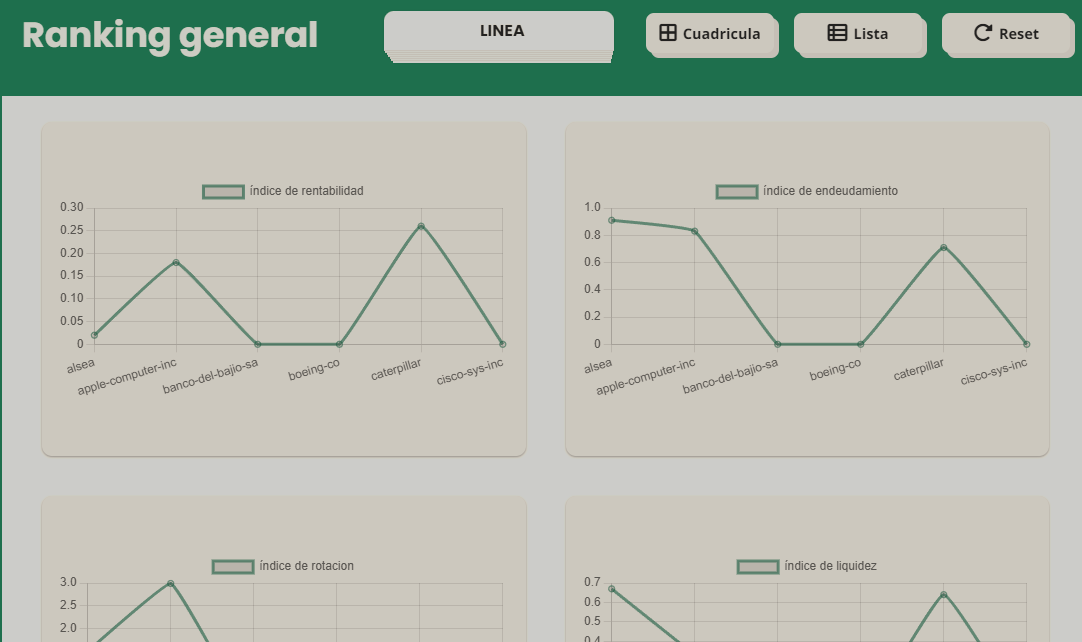 Ranking general
LINEA
Cuadricula
Lista
Reset
índice de rentabilidad
0.30
0.25
0.20
0.15
0.10
0.05
0
alsea
apple-computer-inc
banco-del-bajio-sa
boeing-co
caterpillar
cisco-sys-inc
índice de endeudamiento
1.0
0.8
0.6
0.4
0.2
0
alsea
apple-computer-inc
banco-del-bajio-sa
boeing-co
caterpillar
cisco-sys-inc
índice de rotacion
3.0
2.5
2.0
índice de liquidez
0.7
0.6
0.5
0.4